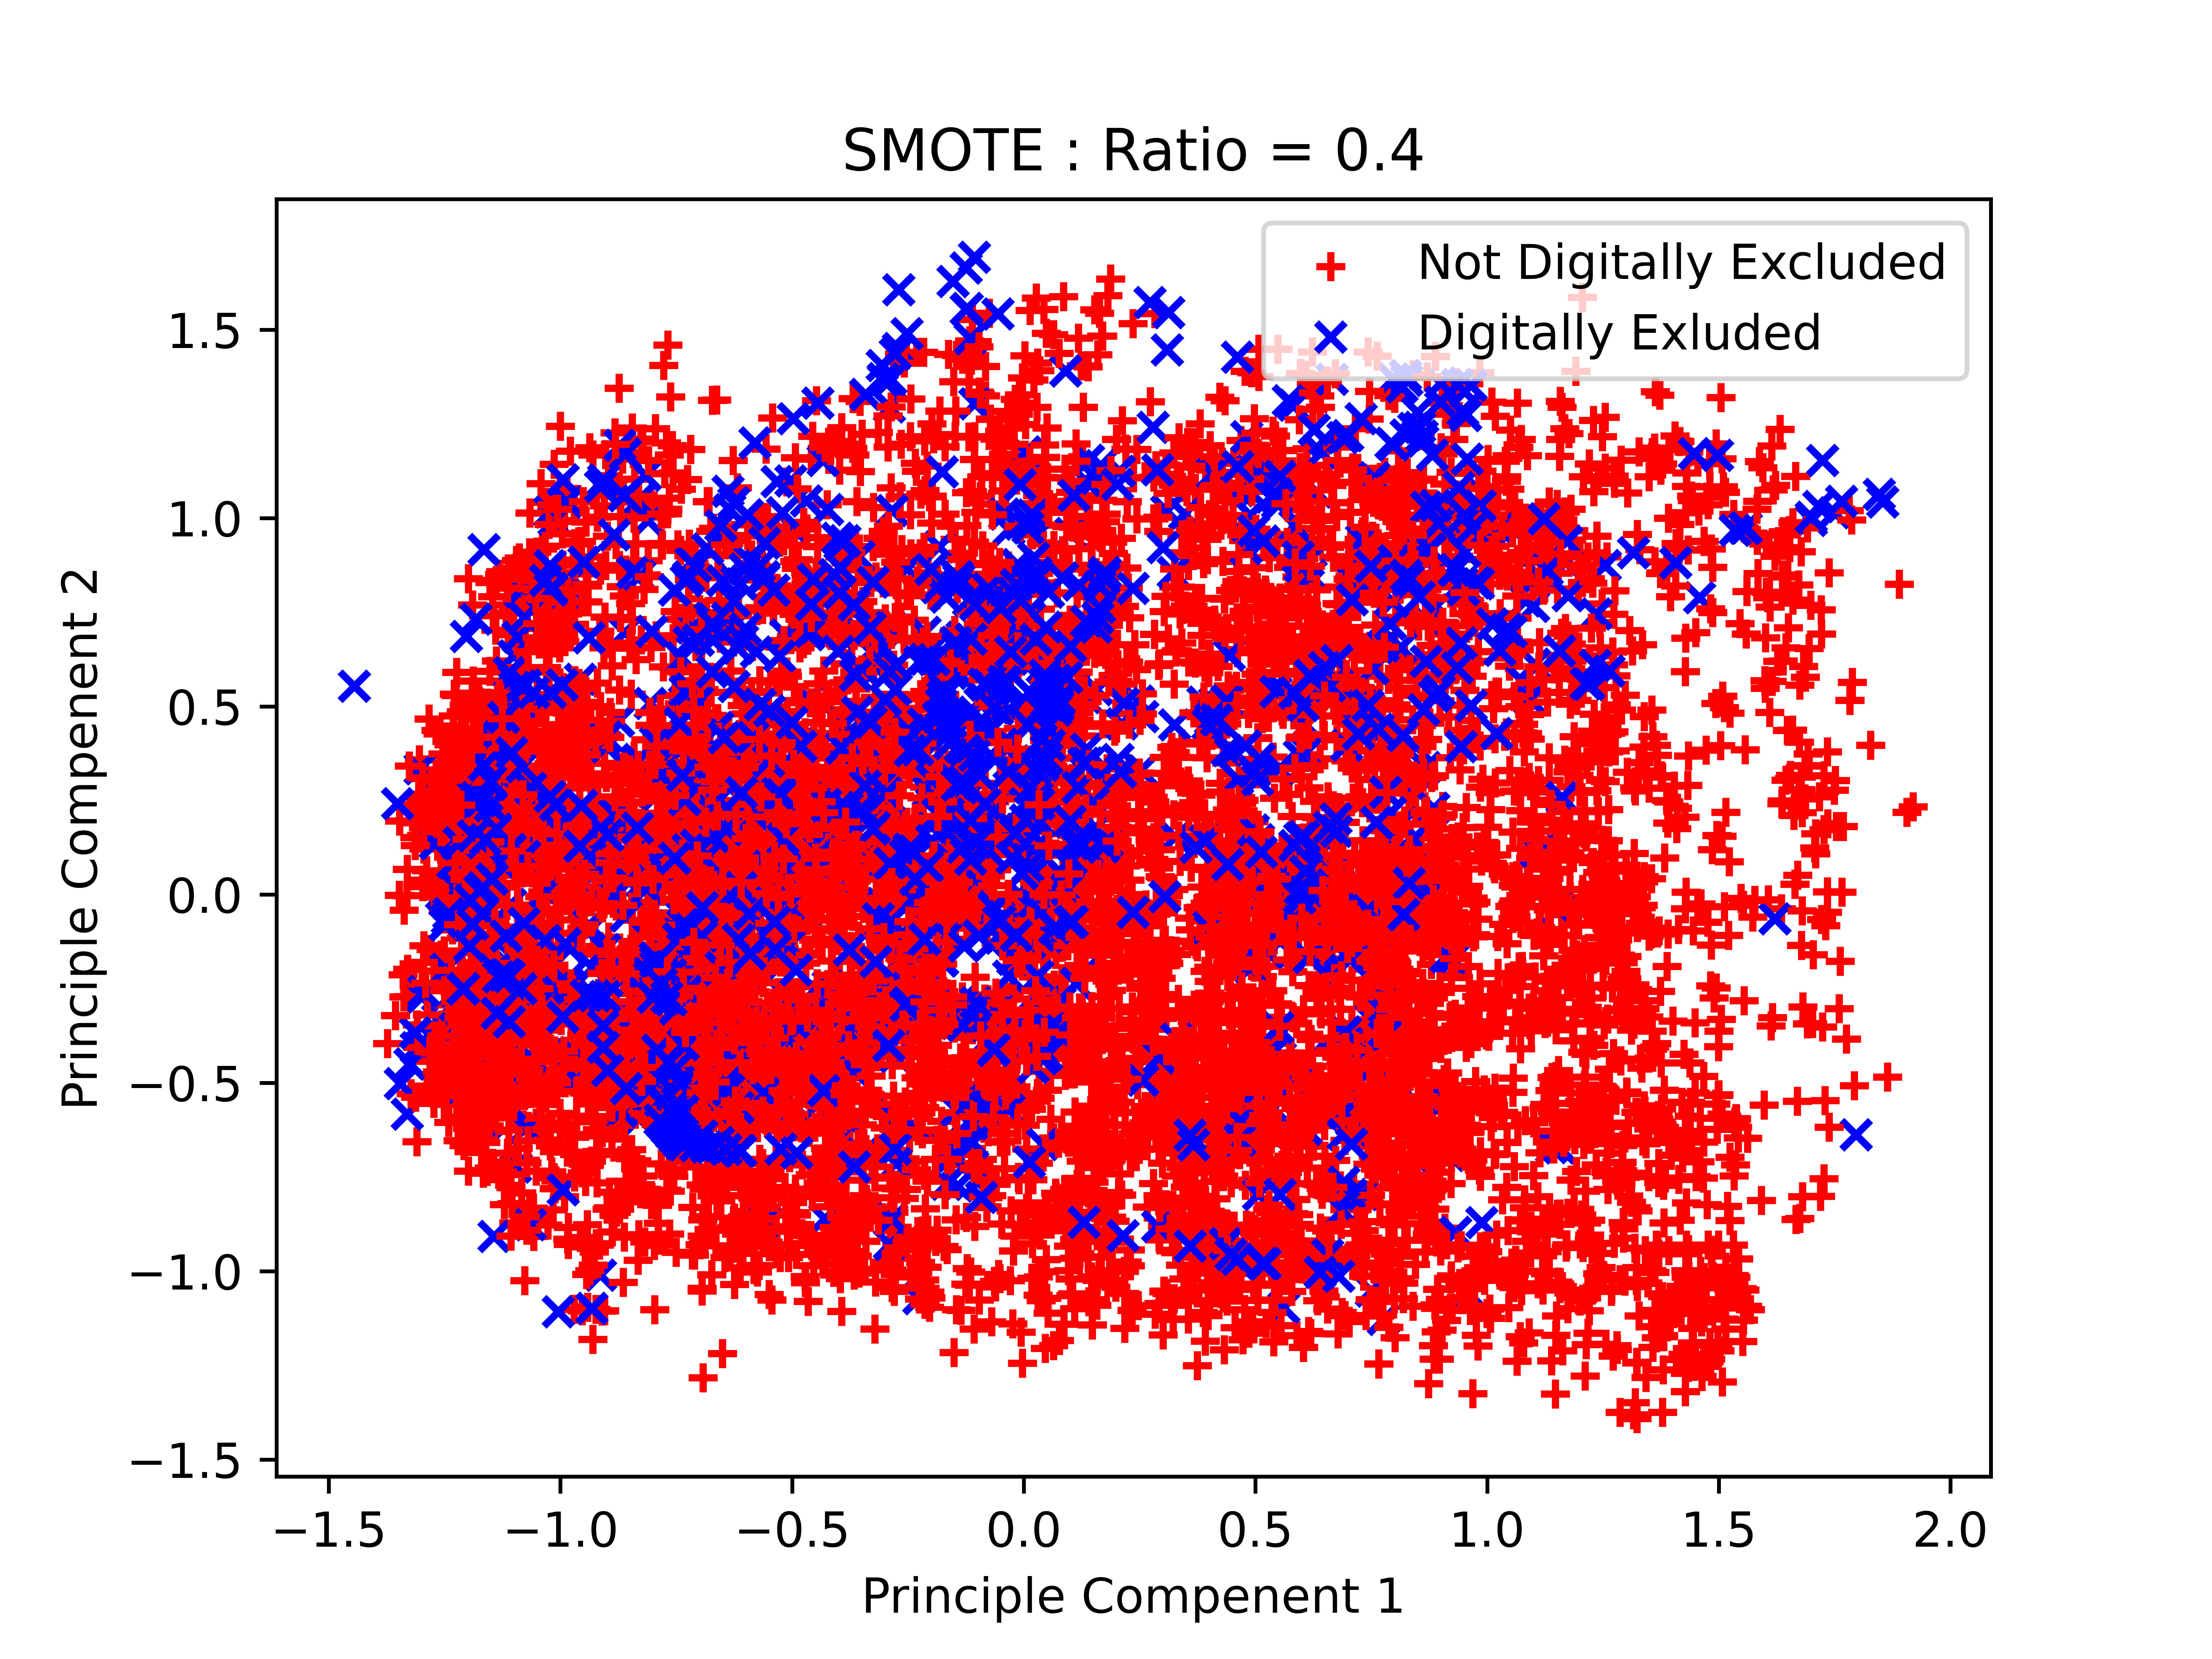 SMOTE : Ratio = 0.4
Not Digitally Excluded
Digitally Exluded
Principle Compenent 2
1.5
1.0
0.5
0.0
−0.5
−1.0
−1.5
−1.5 −1.0 −0.5 0.0 0.5 1.0 1.5 2.0
Principle Compenent 1